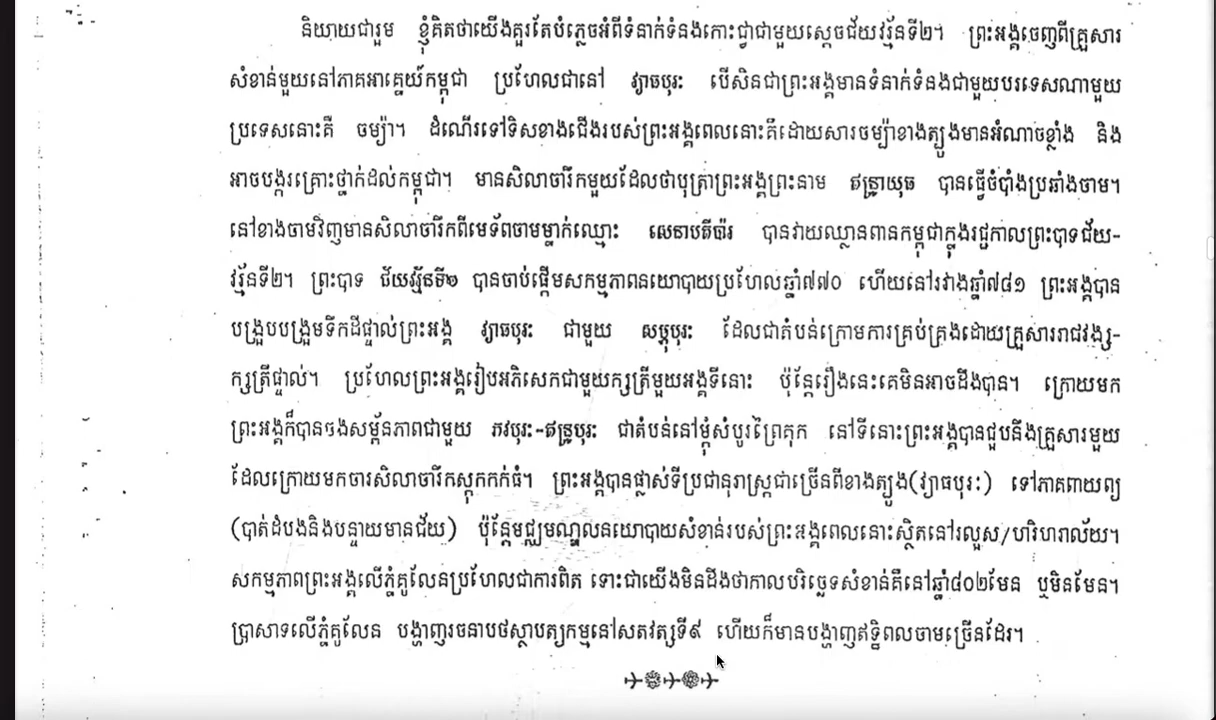 និយាយជារួម ខ្ញុំគិតថាយើងគួរតែបំភ្លេចអំពីទំនាក់ទំនងកោះជ្វាជាមួយស្តេចជ័យវរ្ម័នទី២។ ព្រះអង្គចេញពីគ្រួសារ
សំខាន់មួយនៅភាគអាគ្នេយ៍កម្ពុជា ប្រហែលជានៅ វ្យាធបុរៈ បើសិនជាព្រះអង្គមានទំនាក់ទំនងជាមួយបរទេសណាមួយ
ប្រទេសនោះគឺ ចម្ប៉ា។ ដំណើរទៅទិសខាងជើងរបស់ព្រះអង្គពេលនោះគឺដោយសារចម្ប៉ាខាងត្បូងមានអំណាចខ្លាំង និង
អាចបង្ករគ្រោះថ្នាក់ដល់កម្ពុជា។ មានសិលាចារឹកមួយដែលថាបុត្រាព្រះអង្គព្រះនាម ឥន្ទ្រាយុធ បានធ្វើចំបាំងប្រឆាំងចាម។
នៅខាងចាមវិញមានសិលាចារឹកពីមេទ័ពចាមម្នាក់ឈ្មោះ សេនាបតីប៉ារ បានវាយឈ្លានពានកម្ពុជាក្នុងរជ្ជកាលព្រះបាទជ័យ-
វរ្ម័នទី២។ ព្រះបាទ ជ័យវរ្ម័នទី២ បានចាប់ផ្តើមសកម្មភាពនយោបាយប្រហែលឆ្នាំ៧៧០ ហើយនៅរវាងឆ្នាំ៧៨១ ព្រះអង្គបាន
បង្រួបបង្រួមទឹកដីផ្ទាល់ព្រះអង្គ វ្យាធបុរៈ ជាមួយ សម្ភុបុរៈ ដែលជាតំបន់ក្រោមការគ្រប់គ្រងដោយគ្រួសាររាជវង្ស-
ក្សត្រីផ្ទាល់។ ប្រហែលព្រះអង្គរៀបអភិសេកជាមួយក្សត្រីមួយអង្គទីនោះ ប៉ុន្តែរឿងនេះគេមិនអាចដឹងបាន។ ក្រោយមក
ព្រះអង្គក៏បានចងសម្ព័នភាពជាមួយ ភវបុរៈ-ឥន្ទ្របុរៈ ជាតំបន់នៅម្តុំសំបូរព្រៃគុក នៅទីនោះព្រះអង្គបានជួបនឹងគ្រួសារមួយ
ដែលក្រោយមកចារសិលាចារឹកស្តុកកក់ធំ។ ព្រះអង្គបានផ្លាស់ទីប្រជានុរាស្ត្រជាច្រើនពីខាងត្បូង(វ្យាធបុរៈ) ទៅភាគពាយព្យ
(បាត់ដំបងនិងបន្ទាយមានជ័យ) ប៉ុន្តែមជ្ឈមណ្ឌលនយោបាយសំខាន់របស់ព្រះអង្គពេលនោះស្ថិតនៅរលួស/ហរិហរាល័យ។
សកម្មភាពព្រះអង្គលើភ្នំគូលែនប្រហែលជាការពិត ទោះជាយើងមិនដឹងថាកាលបរិច្ឆេទសំខាន់គឺនៅឆ្នាំ៨០២មែន ឬមិនមែន។
ប្រាសាទលើភ្នំគូលែន បង្ហាញរចនាបថស្ថាបត្យកម្មនៅសតវត្សទី៩ ហើយក៏មានបង្ហាញឥទ្ធិពលចាមច្រើនដែរ។